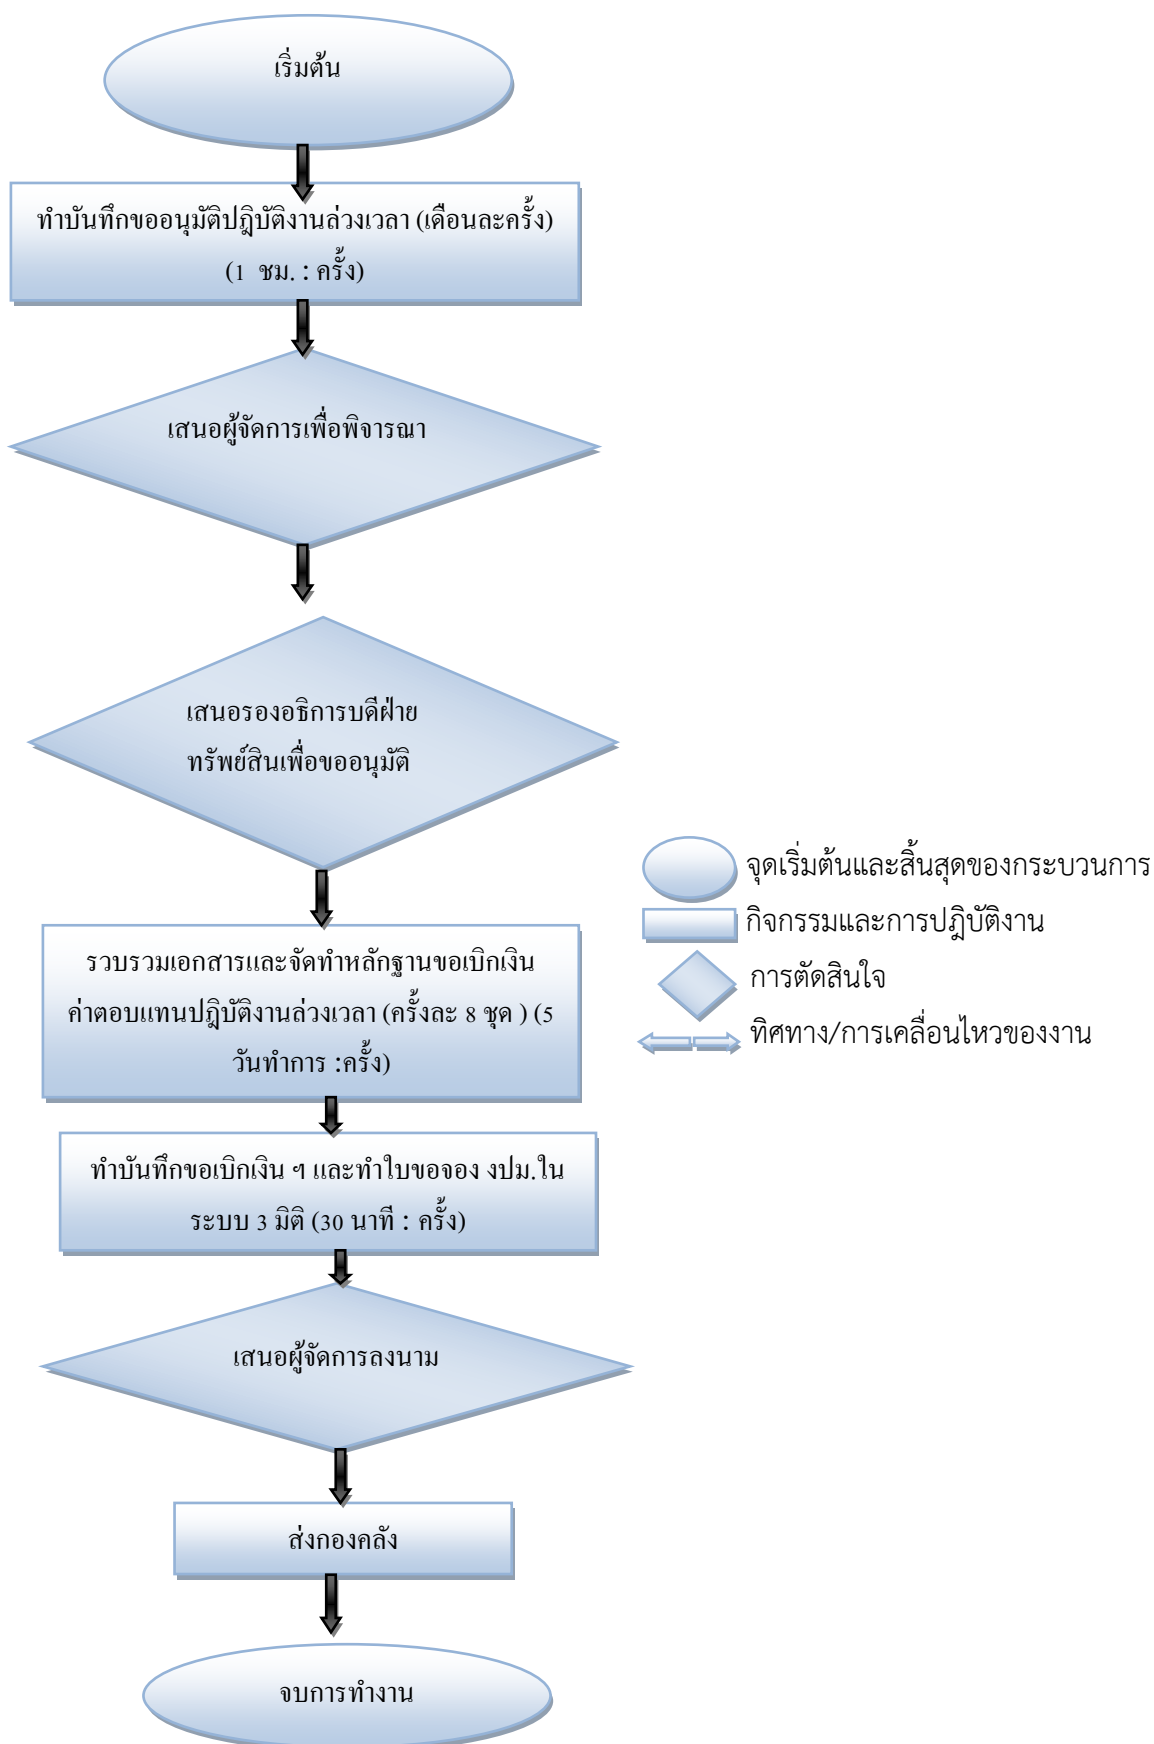 เริ่มต้น
ทำบันทึกขออนุมัติปฎิบัติงานล่วงเวลา (เดือนละครั้ง)
(1 ชม. : ครั้ง)
เสนอผู้จัดการเพื่อพิจารณา
เสนอรองอธิการบดีฝ่าย
ทรัพย์สินเพื่อขออนุมัติ
รวบรวมเอกสารและจัดทำหลักฐานขอเบิกเงิน
ค่าตอบแทนปฎิบัติงานล่วงเวลา (ครั้งละ 8 ชุด ) (5
วันทำการ :ครั้ง)
ทำบันทึกขอเบิกเงิน ฯ และทำใบขอจอง งปม.ใน
ระบบ 3 มิติ (30 นาที : ครั้ง)
เสนอผู้จัดการลงนาม
ส่งกองคลัง
จบการทำงาน
จุดเริ่มต้นและสิ้นสุดของกระบวนการ
กิจกรรมและการปฎิบัติงาน
การตัดสินใจ
ทิศทาง/การเคลื่อนไหวของงาน